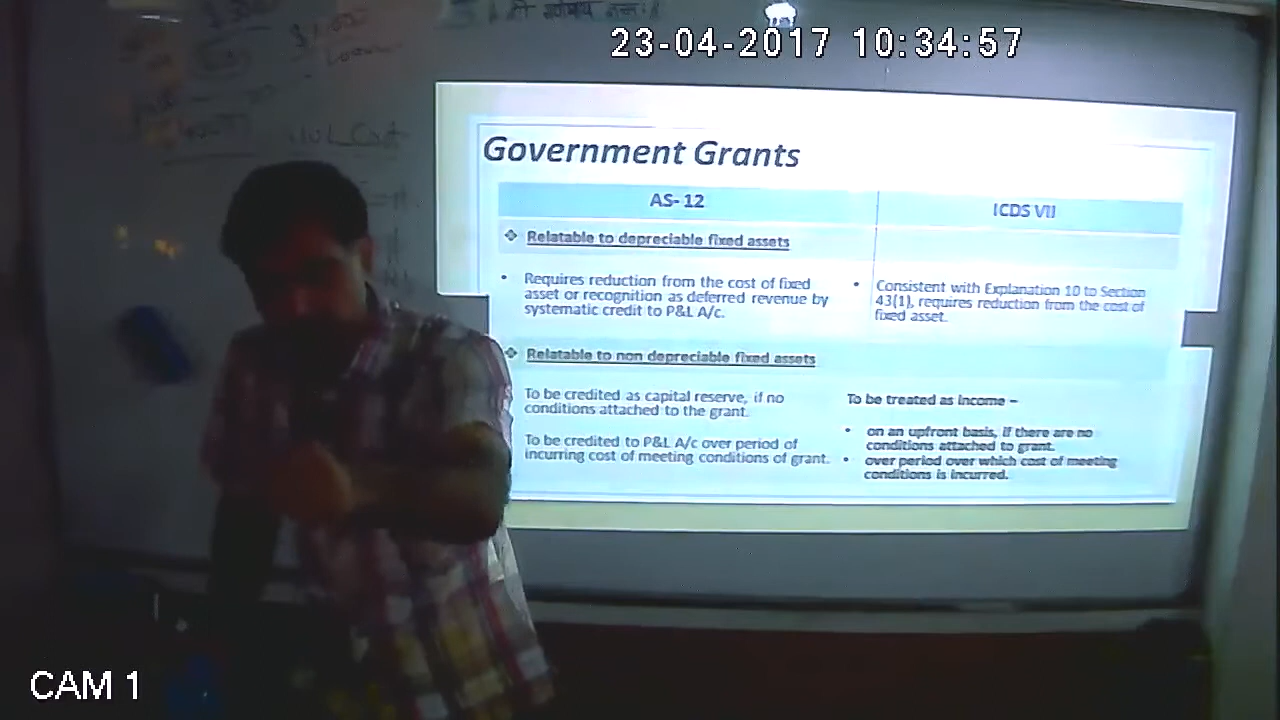 23-04-2017 10:34:57
Government Grants
AS-12
ICDS VII
Relatable to depreciable fixed assets
• Requires reduction from the cost of fixed
asset or recognition as deferred revenue by
systematic credit to P&L A/c.
• Consistent with Explanation 10 to Section
43(1), requires reduction from the cost of
fixed asset.
Relatable to non depreciable fixed assets
To be credited as capital reserve, if no
conditions attached to the grant.
To be credited to P&L A/c over period of
incurring cost of meeting conditions of grant.
To be treated as income –
• on an upfront basis, if there are no
conditions attached to grant.
• over period over which cost of meeting
conditions is incurred.
CAM 1